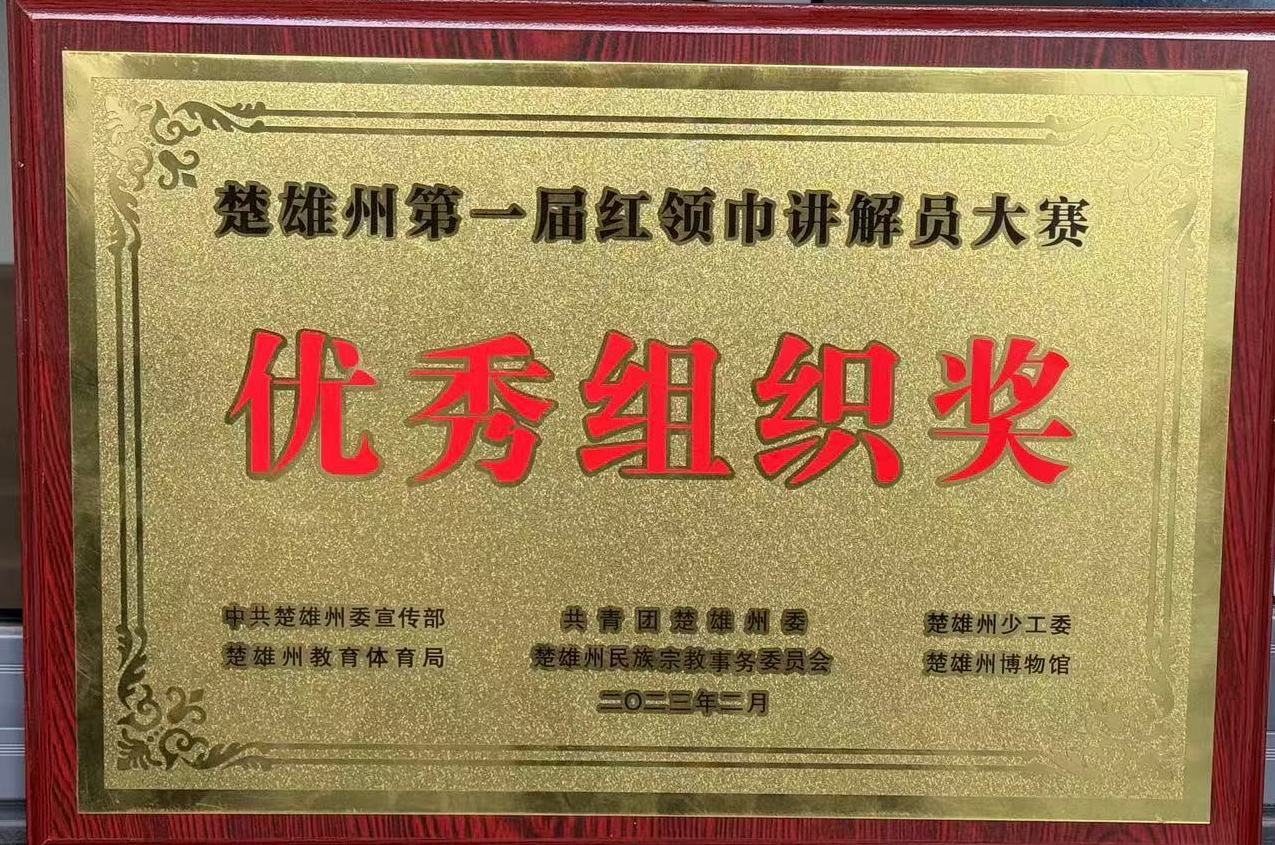 楚雄州第一届红领巾讲解员大赛
优秀组织奖
中共楚雄州委宣传部 共青团楚雄州委 楚雄州少工委
楚雄州教育体育局 楚雄州民族宗教事务委员会 楚雄州博物馆
二〇二三年二月